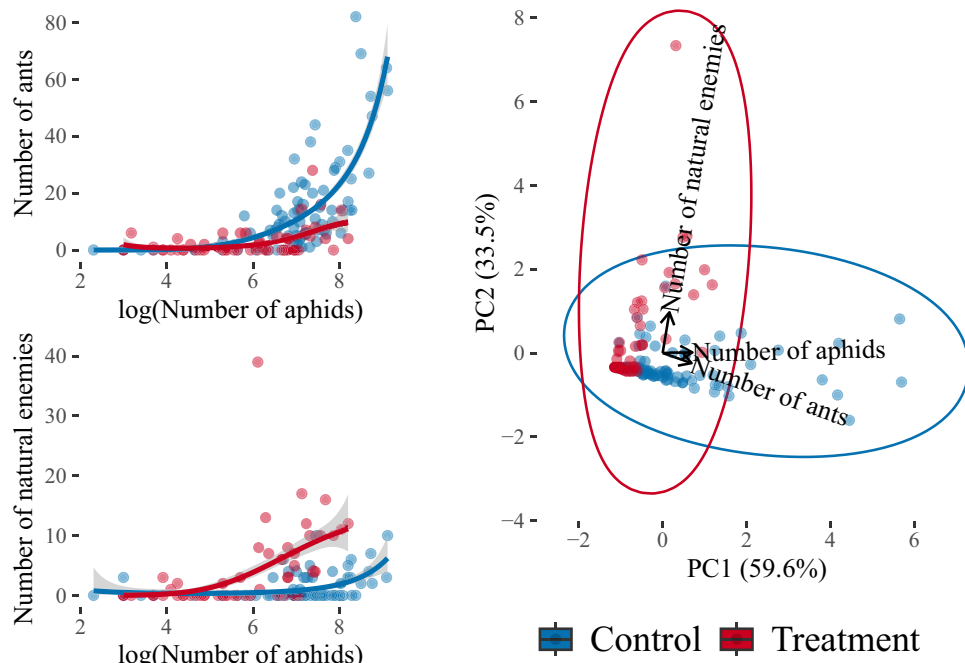 Number of ants
80
60
40
20
0
2
4
6
8
log(Number of aphids)
Number of natural enemies
40
30
20
10
0
2
4
6
8
log(Number of aphids)
PC2 (33.5%)
8
6
4
2
0
−2
−4
Number of natural enemies
Number of aphids
Number of ants
−2
0
2
4
6
PC1 (59.6%)
Control
Treatment